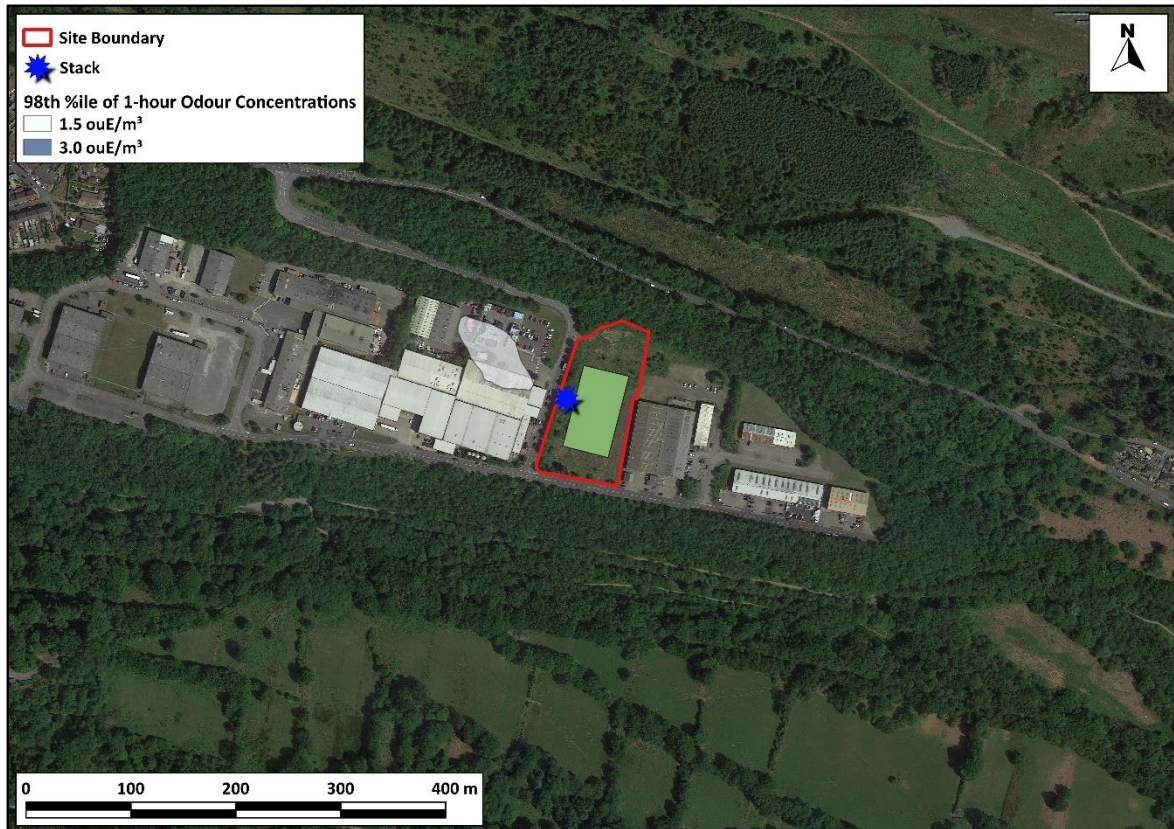 Site Boundary
Stack
98th %ile of 1-hour Odour Concentrations
1.5 ouE/m³
3.0 ouE/m³
N
0 100 200 300 400 m